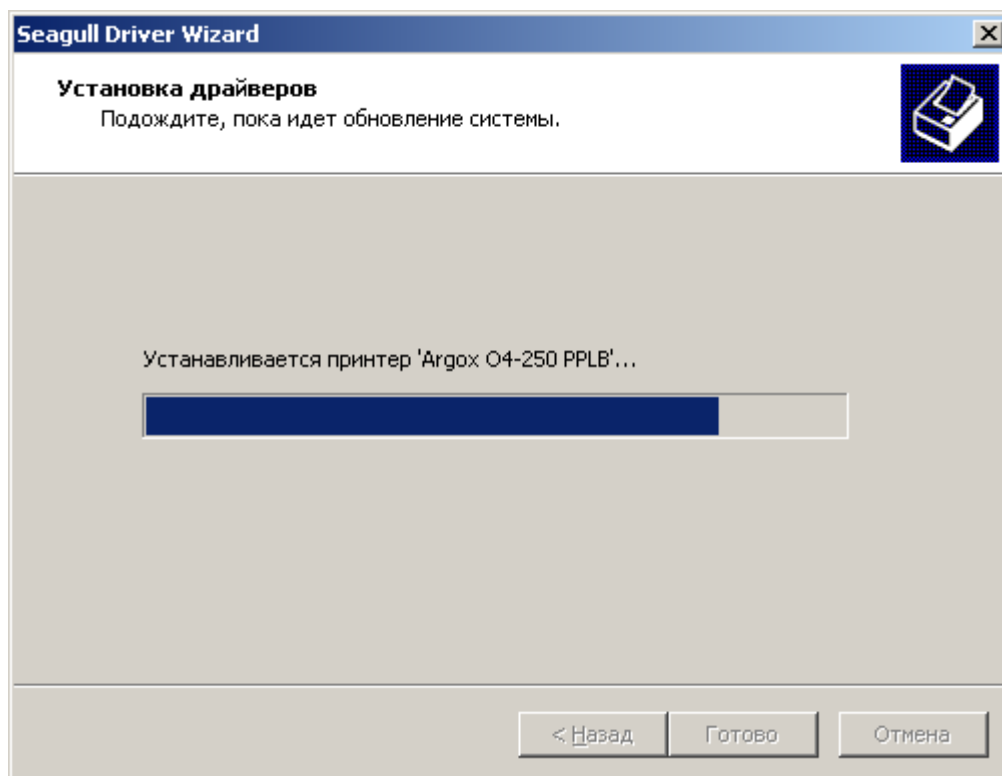 Seagull Driver Wizard
Установка драйверов
Подождите, пока идет обновление системы.
Устанавливается принтер 'Argox O4-250 PPLB'...
< Назад
Готово
Отмена